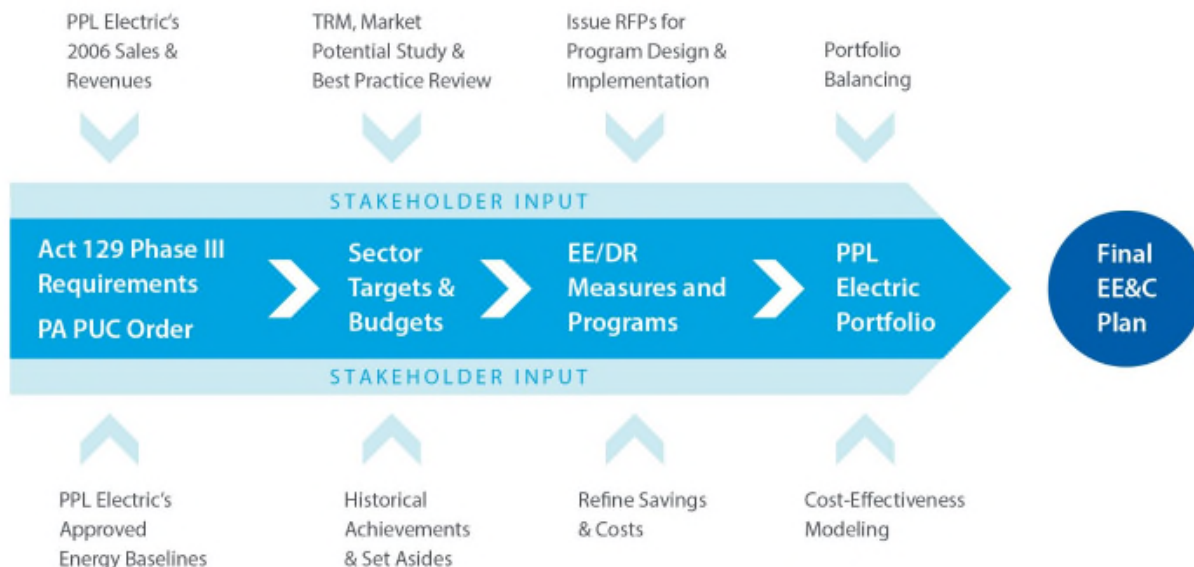 PPL Electric's
2006 Sales &
Revenues
TRM, Market
Potential Study &
Best Practice Review
Issue RFPs for
Program Design &
Implementation
Portfolio
Balancing
STAKEHOLDER INPUT
Act 129 Phase III
Requirements
PA PUC Order
Sector
Targets &
Budgets
EE/DR
Measures and
Programs
PPL
Electric
Portfolio
Final
EE&C
Plan
STAKEHOLDER INPUT
PPL Electric's
Approved
Energy Baselines
Historical
Achievements
& Set Asides
Refine Savings
& Costs
Cost-Effectiveness
Modeling